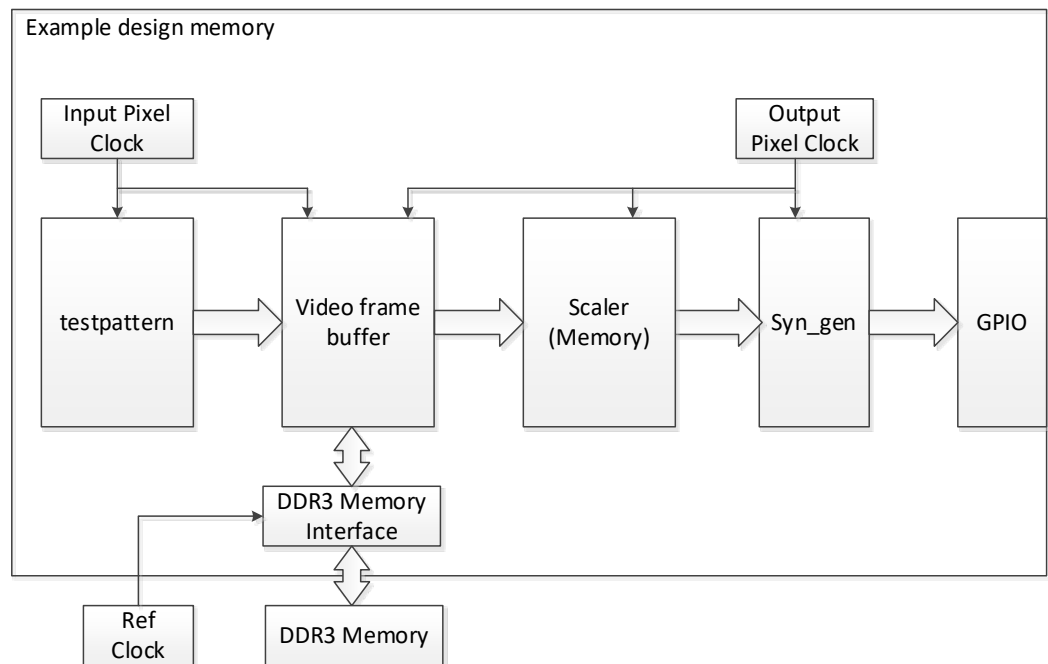 Example design memory
Input Pixel
Clock
Output
Pixel Clock
testpattern
Video frame
buffer
Scaler
(Memory)
Syn_gen
GPIO
DDR3 Memory
Interface
Ref
Clock
DDR3 Memory